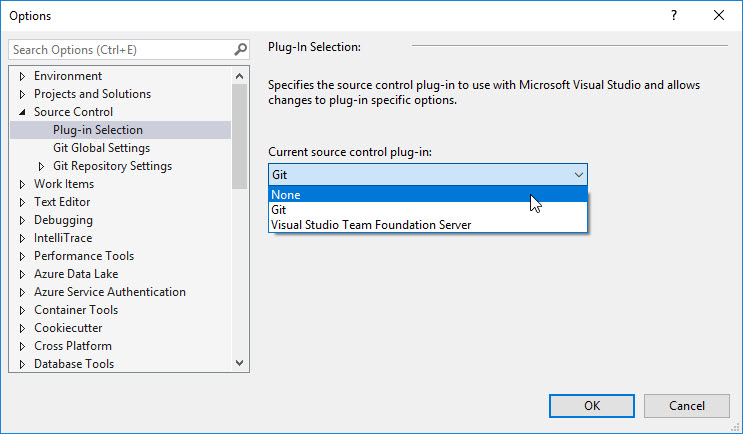 Options
Search Options (Ctrl+E)
Environment
Projects and Solutions
Source Control
Plug-in Selection
Git Global Settings
Git Repository Settings
Work Items
Text Editor
Debugging
IntelliTrace
Performance Tools
Azure Data Lake
Azure Service Authentication
Container Tools
Cookiecutter
Cross Platform
Database Tools
Plug-In Selection:
Specifies the source control plug-in to use with Microsoft Visual Studio and allows
changes to plug-in specific options.
Current source control plug-in:
Git
None
Git
Visual Studio Team Foundation Server
OK
Cancel